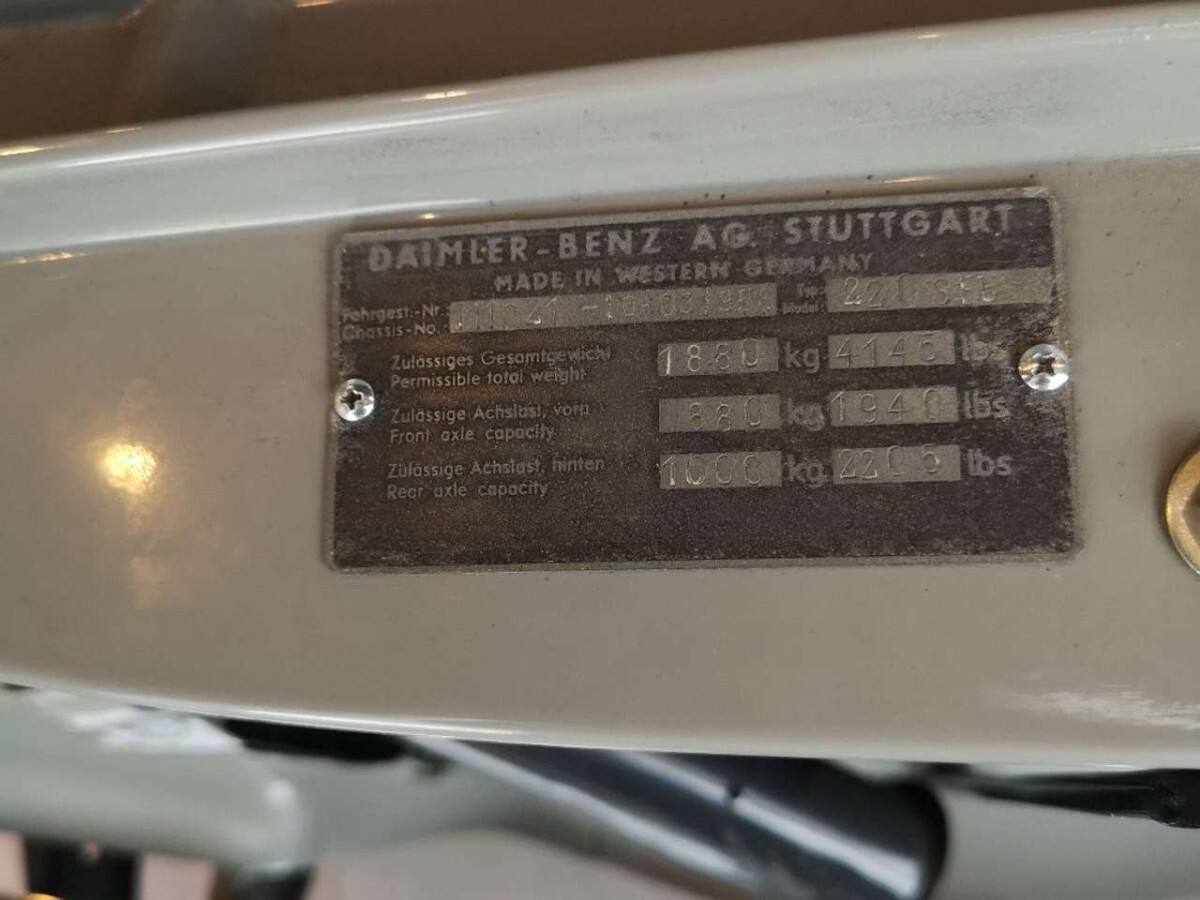 DAIMLER-BENZ AG. STUTTGART
MADE IN WESTERN GERMANY
Fahrgest.-Nr. Typ
Chassis-No. Model
Zulässiges Gesamtgewicht 1880 kg 4145 lbs
Permissible total weight
Zulässige Achslast, vorn 880 kg 1940 lbs
Front axle capacity
Zulässige Achslast, hinten 1000 kg 2205 lbs
Rear axle capacity